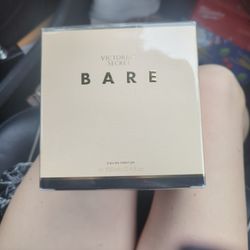 VICTORIA'S
SECRET
BARE
EAU DE PARFUM